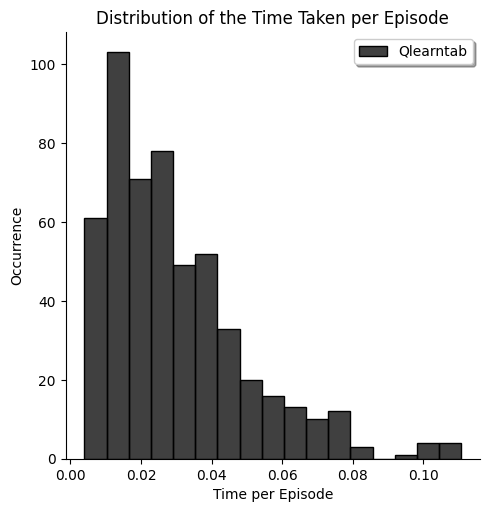 Distribution of the Time Taken per Episode
Qlearntab
100
80
60
40
20
0
Occurrence
0.00 0.02 0.04 0.06 0.08 0.10
Time per Episode